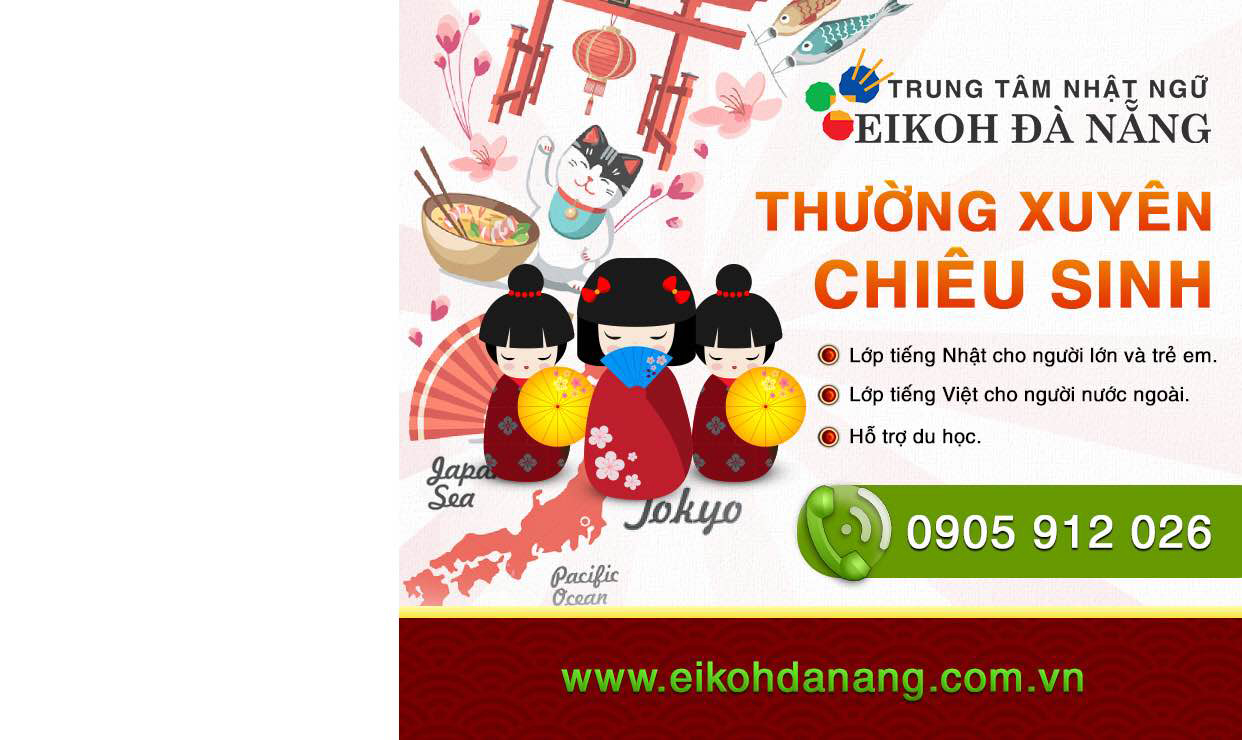 TRUNG TÂM NHẬT NGỮ
EIKOH ĐÀ NẴNG
THƯỜNG XUYÊN
CHIÊU SINH
Lớp tiếng Nhật cho người lớn và trẻ em.
Lớp tiếng Việt cho người nước ngoài.
Hỗ trợ du học.
Japan
Sea
Tokyo
0905 912 026
Pacific
Ocean
www.eikohdanang.com.vn